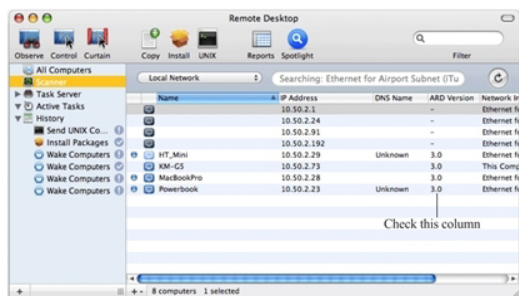 Remote Desktop
Observe Control Curtain Copy Install UNIX Reports Spotlight Filter
All Computers
Scanner
Task Server
Active Tasks
History
Send UNIX Co...
Install Packages
Wake Computers
Wake Computers
Wake Computers
Wake Computers
Local Network Searching: Ethernet for Airport Subnet (iTu
Name IP Address DNS Name ARD Version Network In
10.50.2.1 - Ethernet fo
10.50.2.24 - Ethernet fo
10.50.2.91 - Ethernet fo
10.50.2.192 - Ethernet fo
HT_Mini 10.50.2.29 Unknown 3.0 Ethernet fo
KM-G5 10.50.2.73 3.0 This Comp
MacBookPro 10.50.2.28 3.0 Ethernet fo
Powerbook 10.50.2.23 Unknown 3.0 Ethernet fo
Check this column
8 computers 1 selected